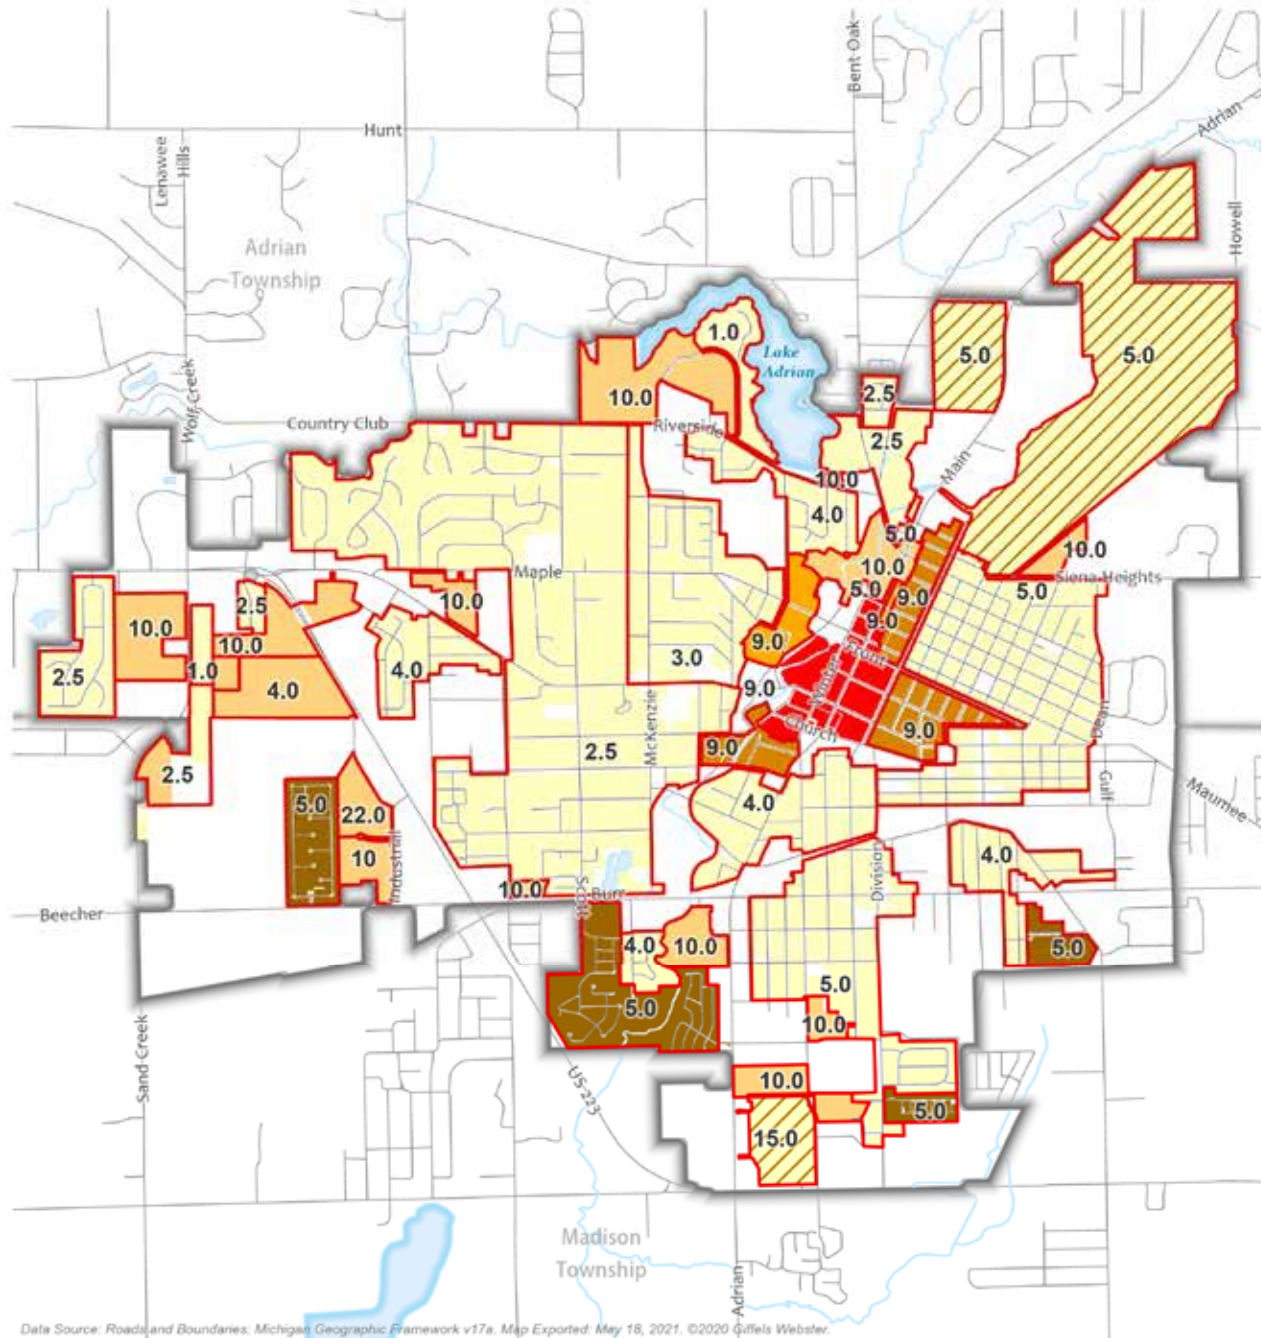 Bent Oak
Hunt
Adrian
Lenawee
Hills
Howell
Adrian
Township
1.0
Lake
Adrian
5.0
5.0
Wolf Creek
10.0
2.5
Country Club
Riverside
2.5
Main
10.0
4.0
5.0
10.0
10.0
Maple
Siena Heights
5.0
5.0
10.0
2.5
9.0
10.0
9.0
10.0
9.0
Front
3.0
4.0
1.0
2.5
4.0
9.0
Winter
McKenzie
Church
9.0
Dean
9.0
2.5
2.5
Gulf
Maumee
5.0
22.0
4.0
10
Industrial
Division
4.0
10.0
Scott
Burr
Beecher
4.0
10.0
5.0
5.0
5.0
10.0
Sand Creek
US-223
10.0
5.0
15.0
Madison
Township
Adrian
Data Source: Roads and Boundaries: Michigan Geographic Framework v17a. Map Exported: May 18, 2021. ©2020 Giffels Webster.